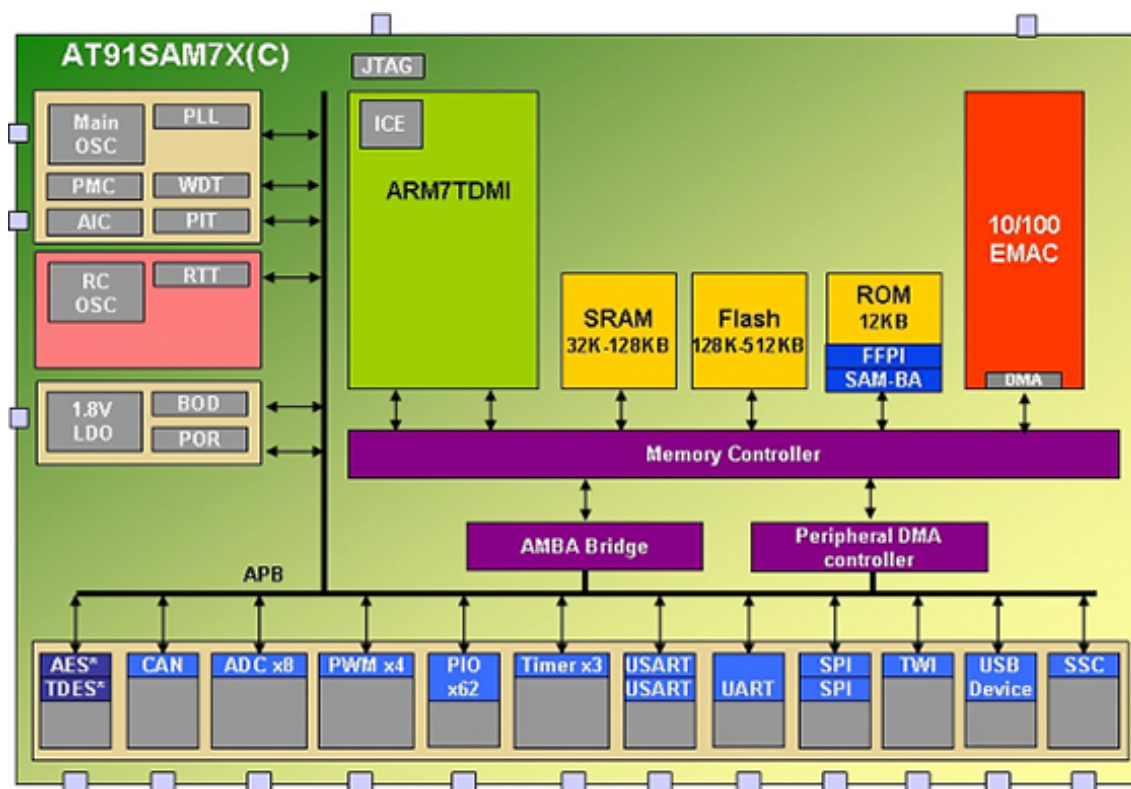 AT91SAM7X(C)
JTAG
Main
OSC
PLL
PMC
WDT
AIC
PIT
RC
OSC
RTT
1.8V
LDO
BOD
POR
ICE
ARM7TDMI
SRAM
32K-128KB
Flash
128K-512KB
ROM
12KB
FFPI
SAM-BA
10/100
EMAC
DMA
Memory Controller
AMBA Bridge
Peripheral DMA
controller
APB
AES*
TDES*
CAN
ADC x8
PWM x4
PIO
x62
Timer x3
USART
USART
UART
SPI
SPI
TWI
USB
Device
SSC